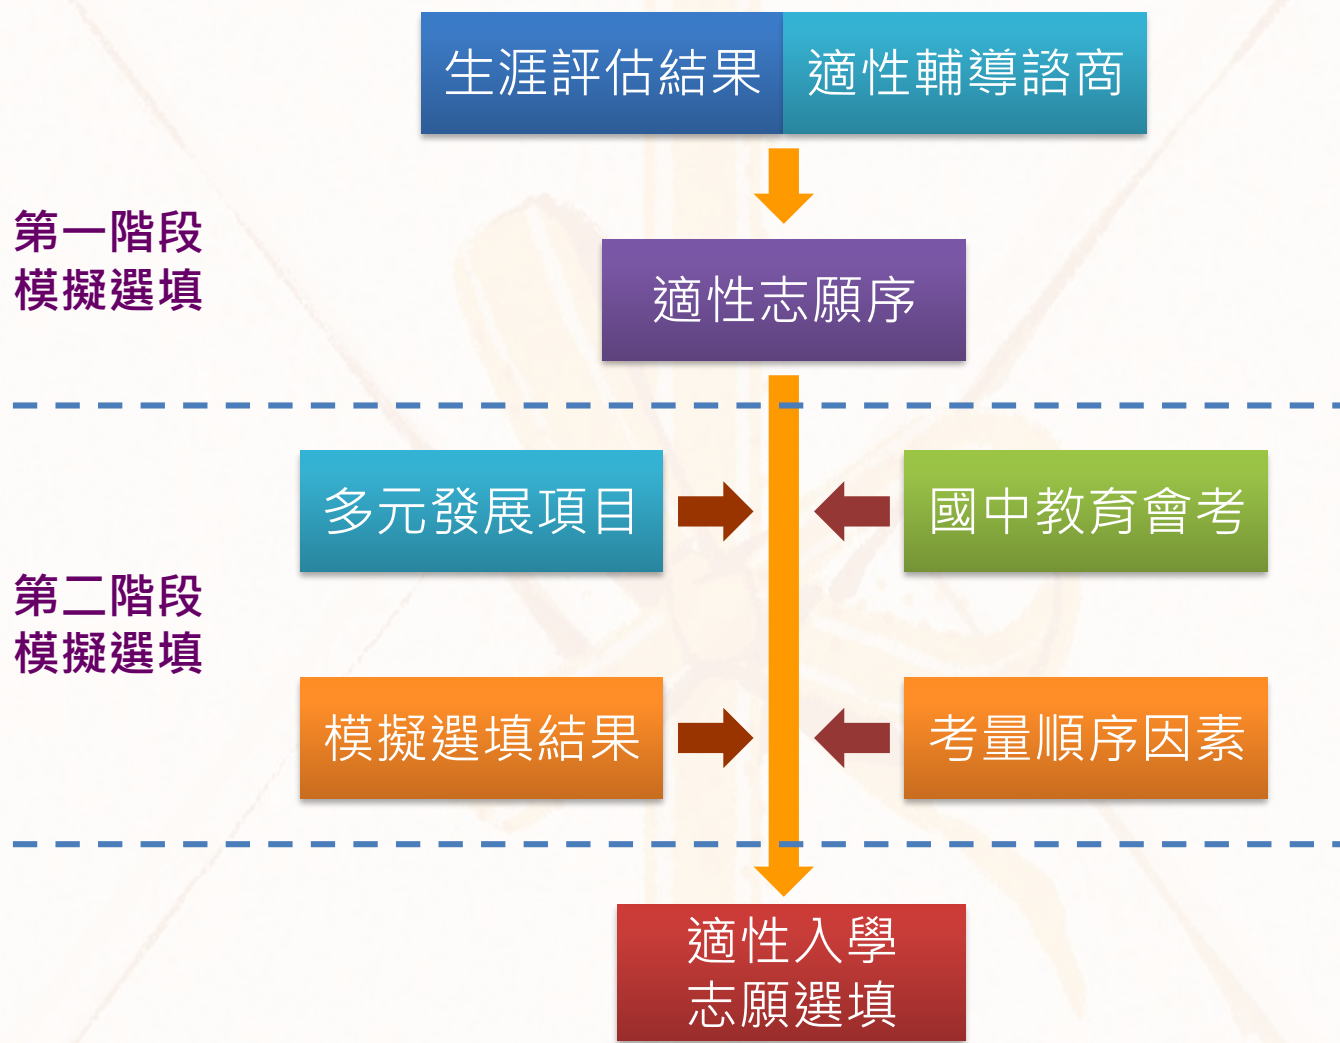 生涯評估結果
適性輔導諮商
第一階段
模擬選填
適性志願序
多元發展項目
國中教育會考
第二階段
模擬選填
模擬選填結果
考量順序因素
適性入學
志願選填